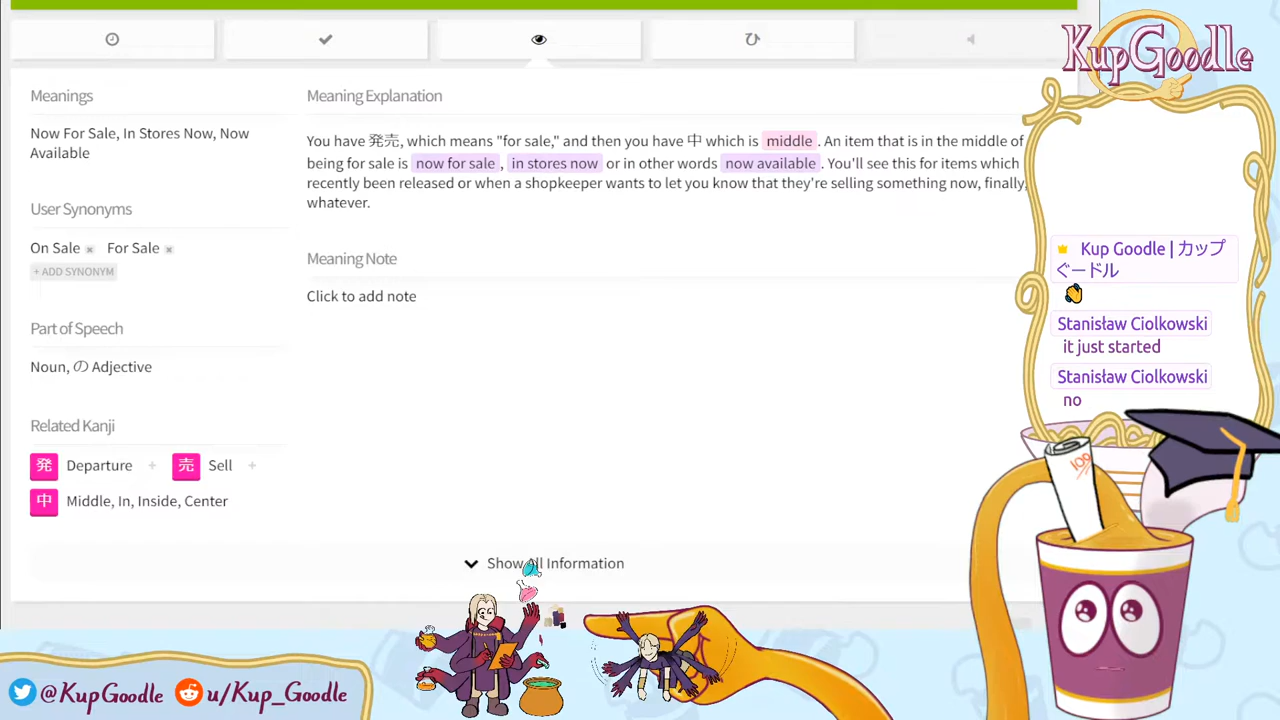 ひ
KupGoodle
Meanings
Now For Sale, In Stores Now, Now
Available
User Synonyms
On Sale × For Sale ×
+ ADD SYNONYM
Part of Speech
Noun, の Adjective
Related Kanji
発 Departure + 売 Sell +
中 Middle, In, Inside, Center
Meaning Explanation
You have 発売, which means "for sale," and then you have 中 which is middle. An item that is in the middle of
being for sale is now for sale, in stores now or in other words now available. You'll see this for items which
recently been released or when a shopkeeper wants to let you know that they're selling something now, finally,
whatever.
Meaning Note
Click to add note
Show All Information
Kup Goodle | カップ
ぐードル
Stanisław Ciolkowski
it just started
Stanisław Ciolkowski
no
100
@KupGoodle u/Kup_Goodle